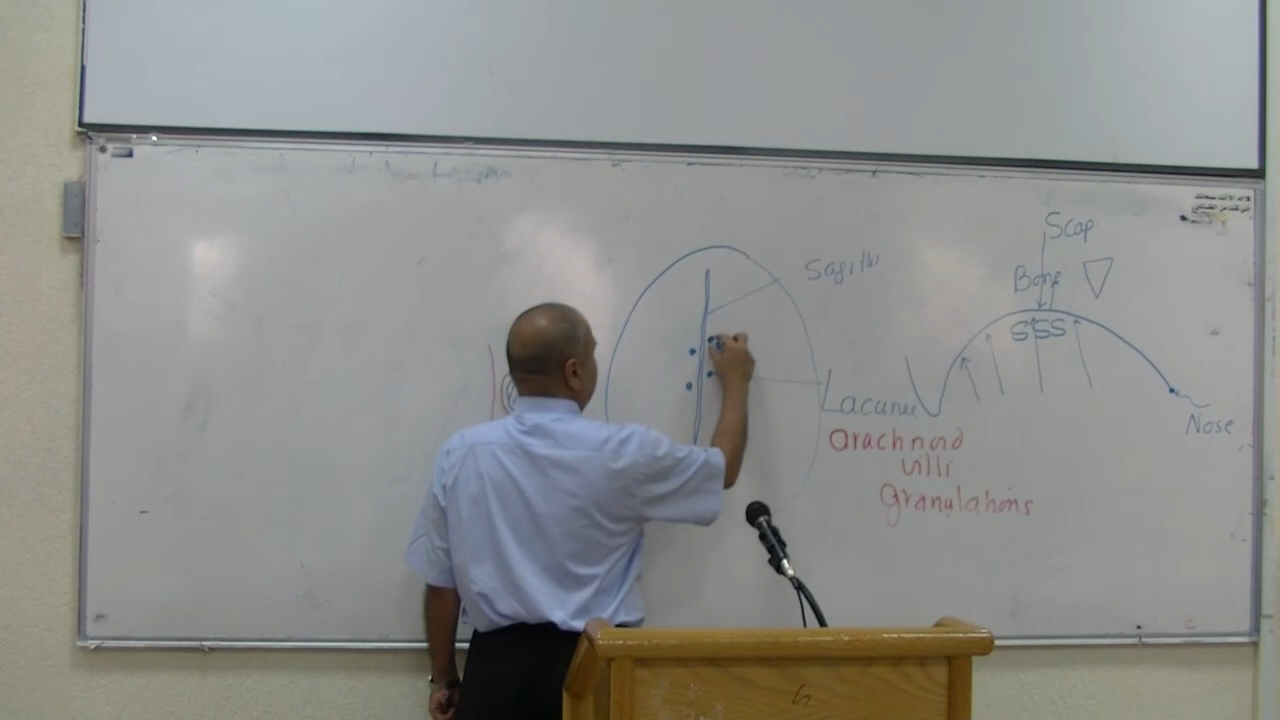 Scap
Sagittal
Bone
SSS
Lacunae
Nose
arachnoid
villi
granulations
G